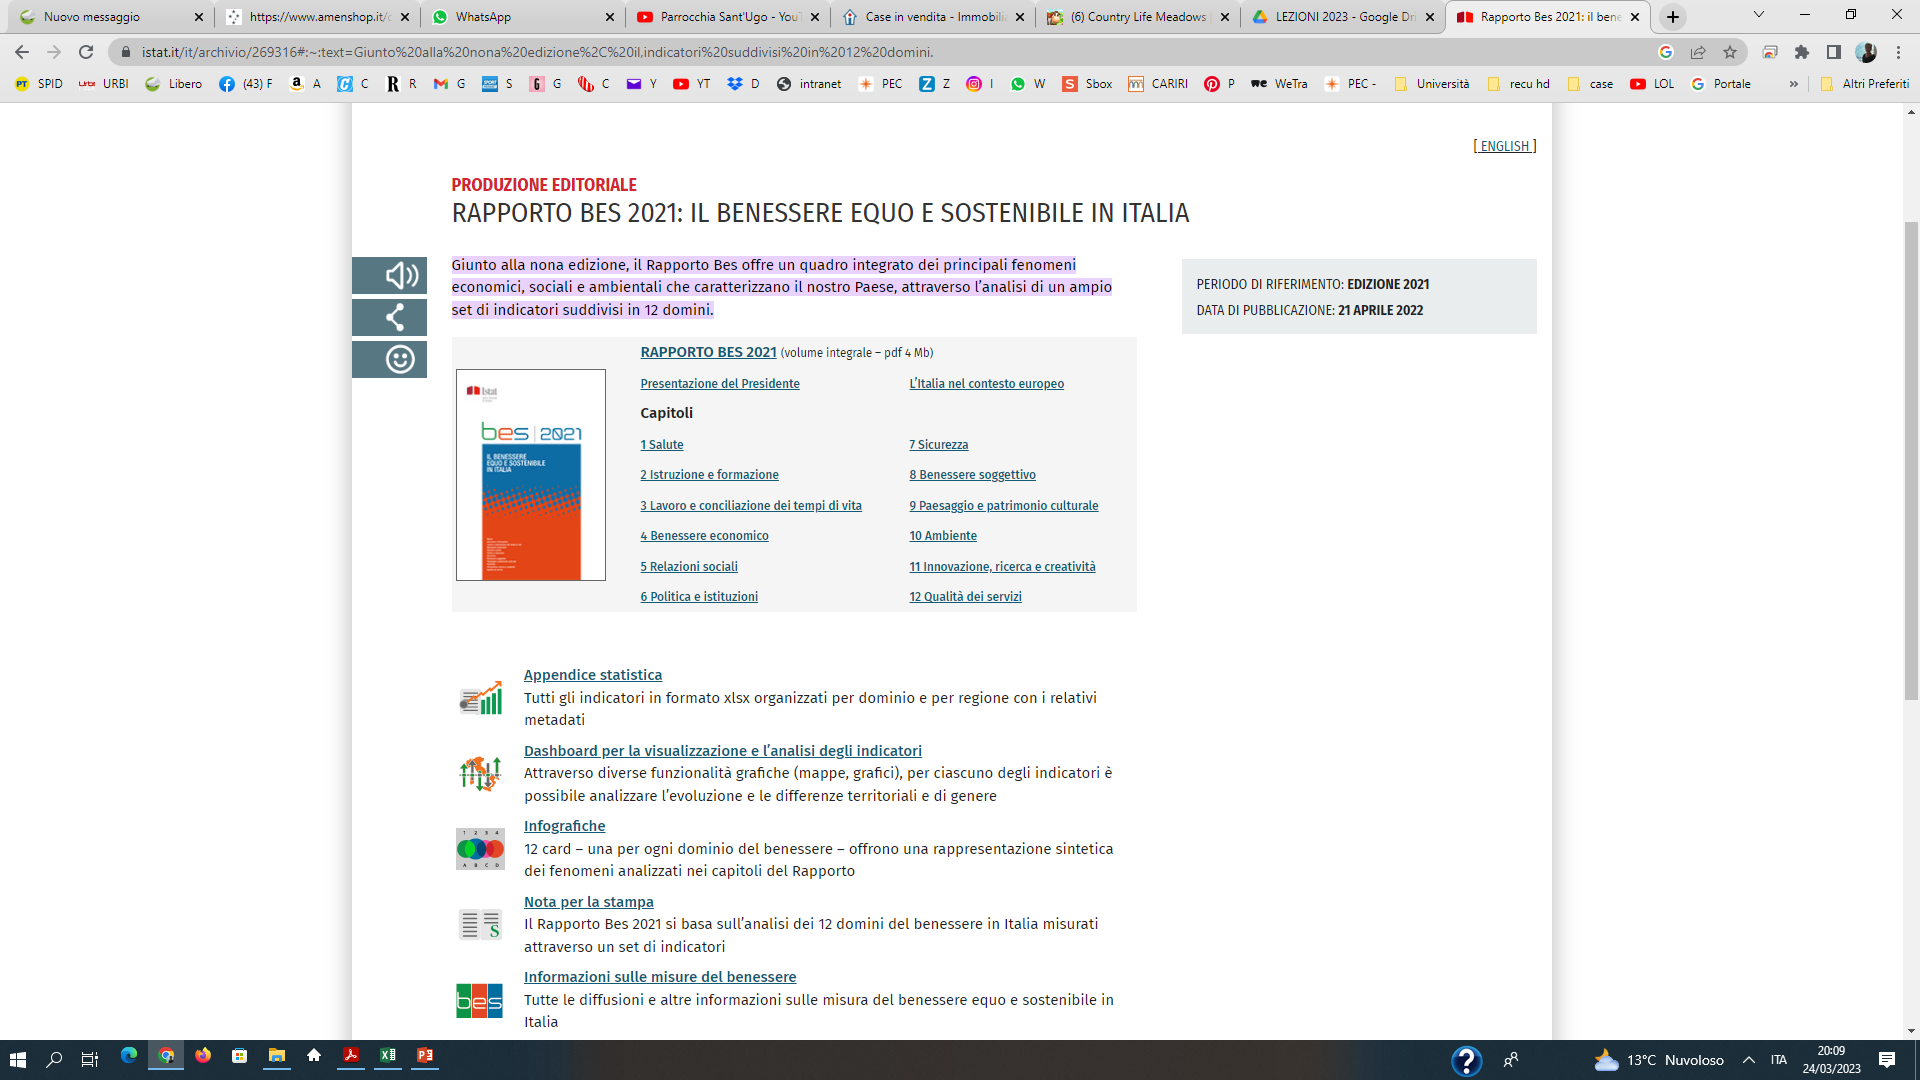 Nuovo messaggio
https://www.amenshop.it/c
WhatsApp
Parrocchia Sant'Ugo - You
Case in vendita - Immobili
(6) Country Life Meadows
LEZIONI 2023 - Google Dri
Rapporto Bes 2021: il bene
istat.it/it/archivio/269316#:~:text=Giunto%20alla%20nona%20edizione%2C%20il,indicatori%20suddivisi%20in%2012%20domini.
SPID URBI Libero (43) F A C R G S G C Y YT D intranet PEC Z I W Sbox CARIRI P WeTra PEC - Università recu hd case LOL Portale » Altri Preferiti
[ ENGLISH ]
PRODUZIONE EDITORIALE
RAPPORTO BES 2021: IL BENESSERE EQUO E SOSTENIBILE IN ITALIA
Giunto alla nona edizione, il Rapporto Bes offre un quadro integrato dei principali fenomeni
economici, sociali e ambientali che caratterizzano il nostro Paese, attraverso l’analisi di un ampio
set di indicatori suddivisi in 12 domini.
PERIODO DI RIFERIMENTO: EDIZIONE 2021
DATA DI PUBBLICAZIONE: 21 APRILE 2022
Istat
bes 2021
IL BENESSERE
EQUO E SOSTENIBILE
IN ITALIA
RAPPORTO BES 2021 (volume integrale – pdf 4 Mb)
Presentazione del Presidente
L’Italia nel contesto europeo
Capitoli
1 Salute
2 Istruzione e formazione
3 Lavoro e conciliazione dei tempi di vita
4 Benessere economico
5 Relazioni sociali
6 Politica e istituzioni
7 Sicurezza
8 Benessere soggettivo
9 Paesaggio e patrimonio culturale
10 Ambiente
11 Innovazione, ricerca e creatività
12 Qualità dei servizi
Appendice statistica
Tutti gli indicatori in formato xlsx organizzati per dominio e per regione con i relativi
metadati
Dashboard per la visualizzazione e l’analisi degli indicatori
Attraverso diverse funzionalità grafiche (mappe, grafici), per ciascuno degli indicatori è
possibile analizzare l’evoluzione e le differenze territoriali e di genere
1 2 3 4
A B C D
Infografiche
12 card – una per ogni dominio del benessere – offrono una rappresentazione sintetica
dei fenomeni analizzati nei capitoli del Rapporto
S
Nota per la stampa
Il Rapporto Bes 2021 si basa sull’analisi dei 12 domini del benessere in Italia misurati
attraverso un set di indicatori
bes
Informazioni sulle misure del benessere
Tutte le diffusioni e altre informazioni sulle misura del benessere equo e sostenibile in
Italia
13°C Nuvoloso
ITA
20:09
24/03/2023